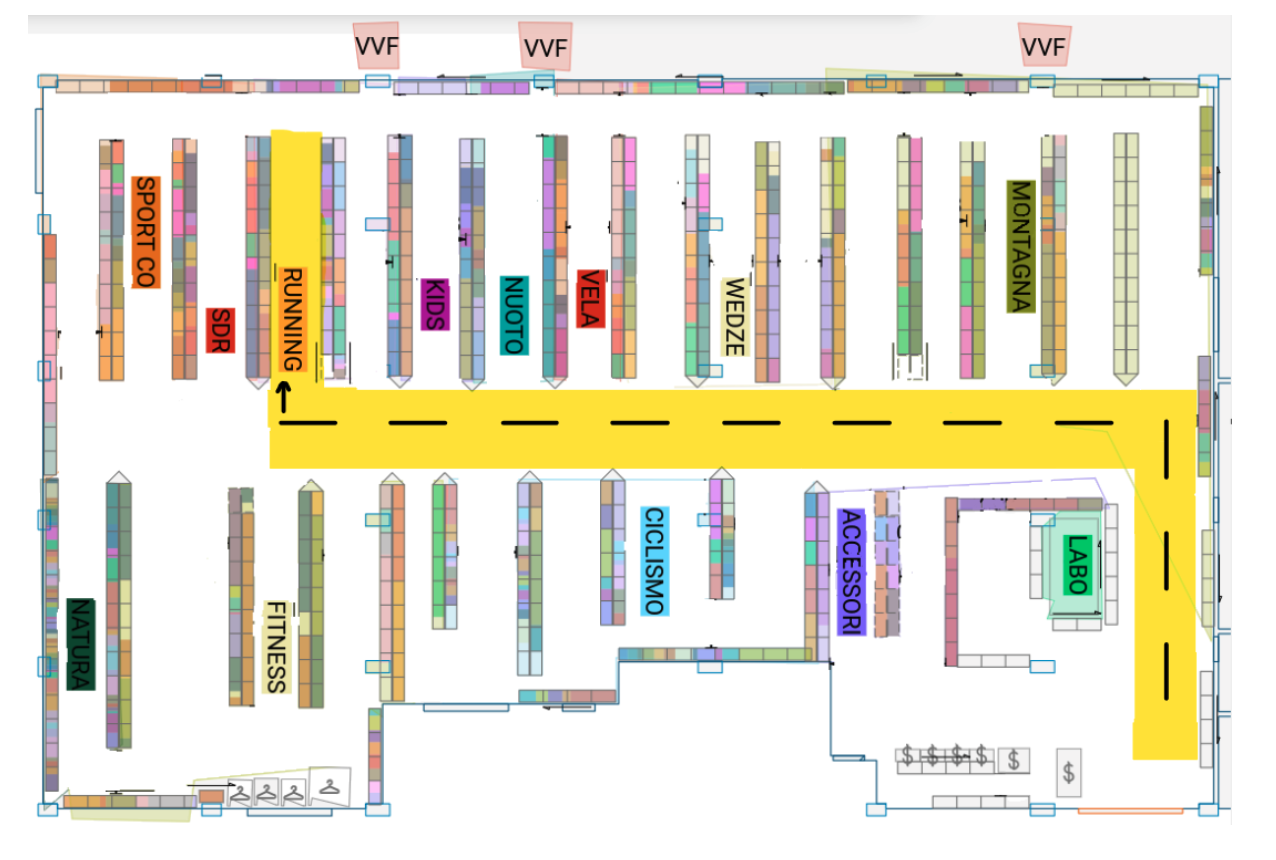 VVF
VVF
VVF
SPORT CO
SDR
RUNNING
KIDS
NUOTO
VELA
WEDZE
MONTAGNA
NATURA
FITNESS
CICLISMO
ACCESSORI
LABO
$ $ $ $ $ $